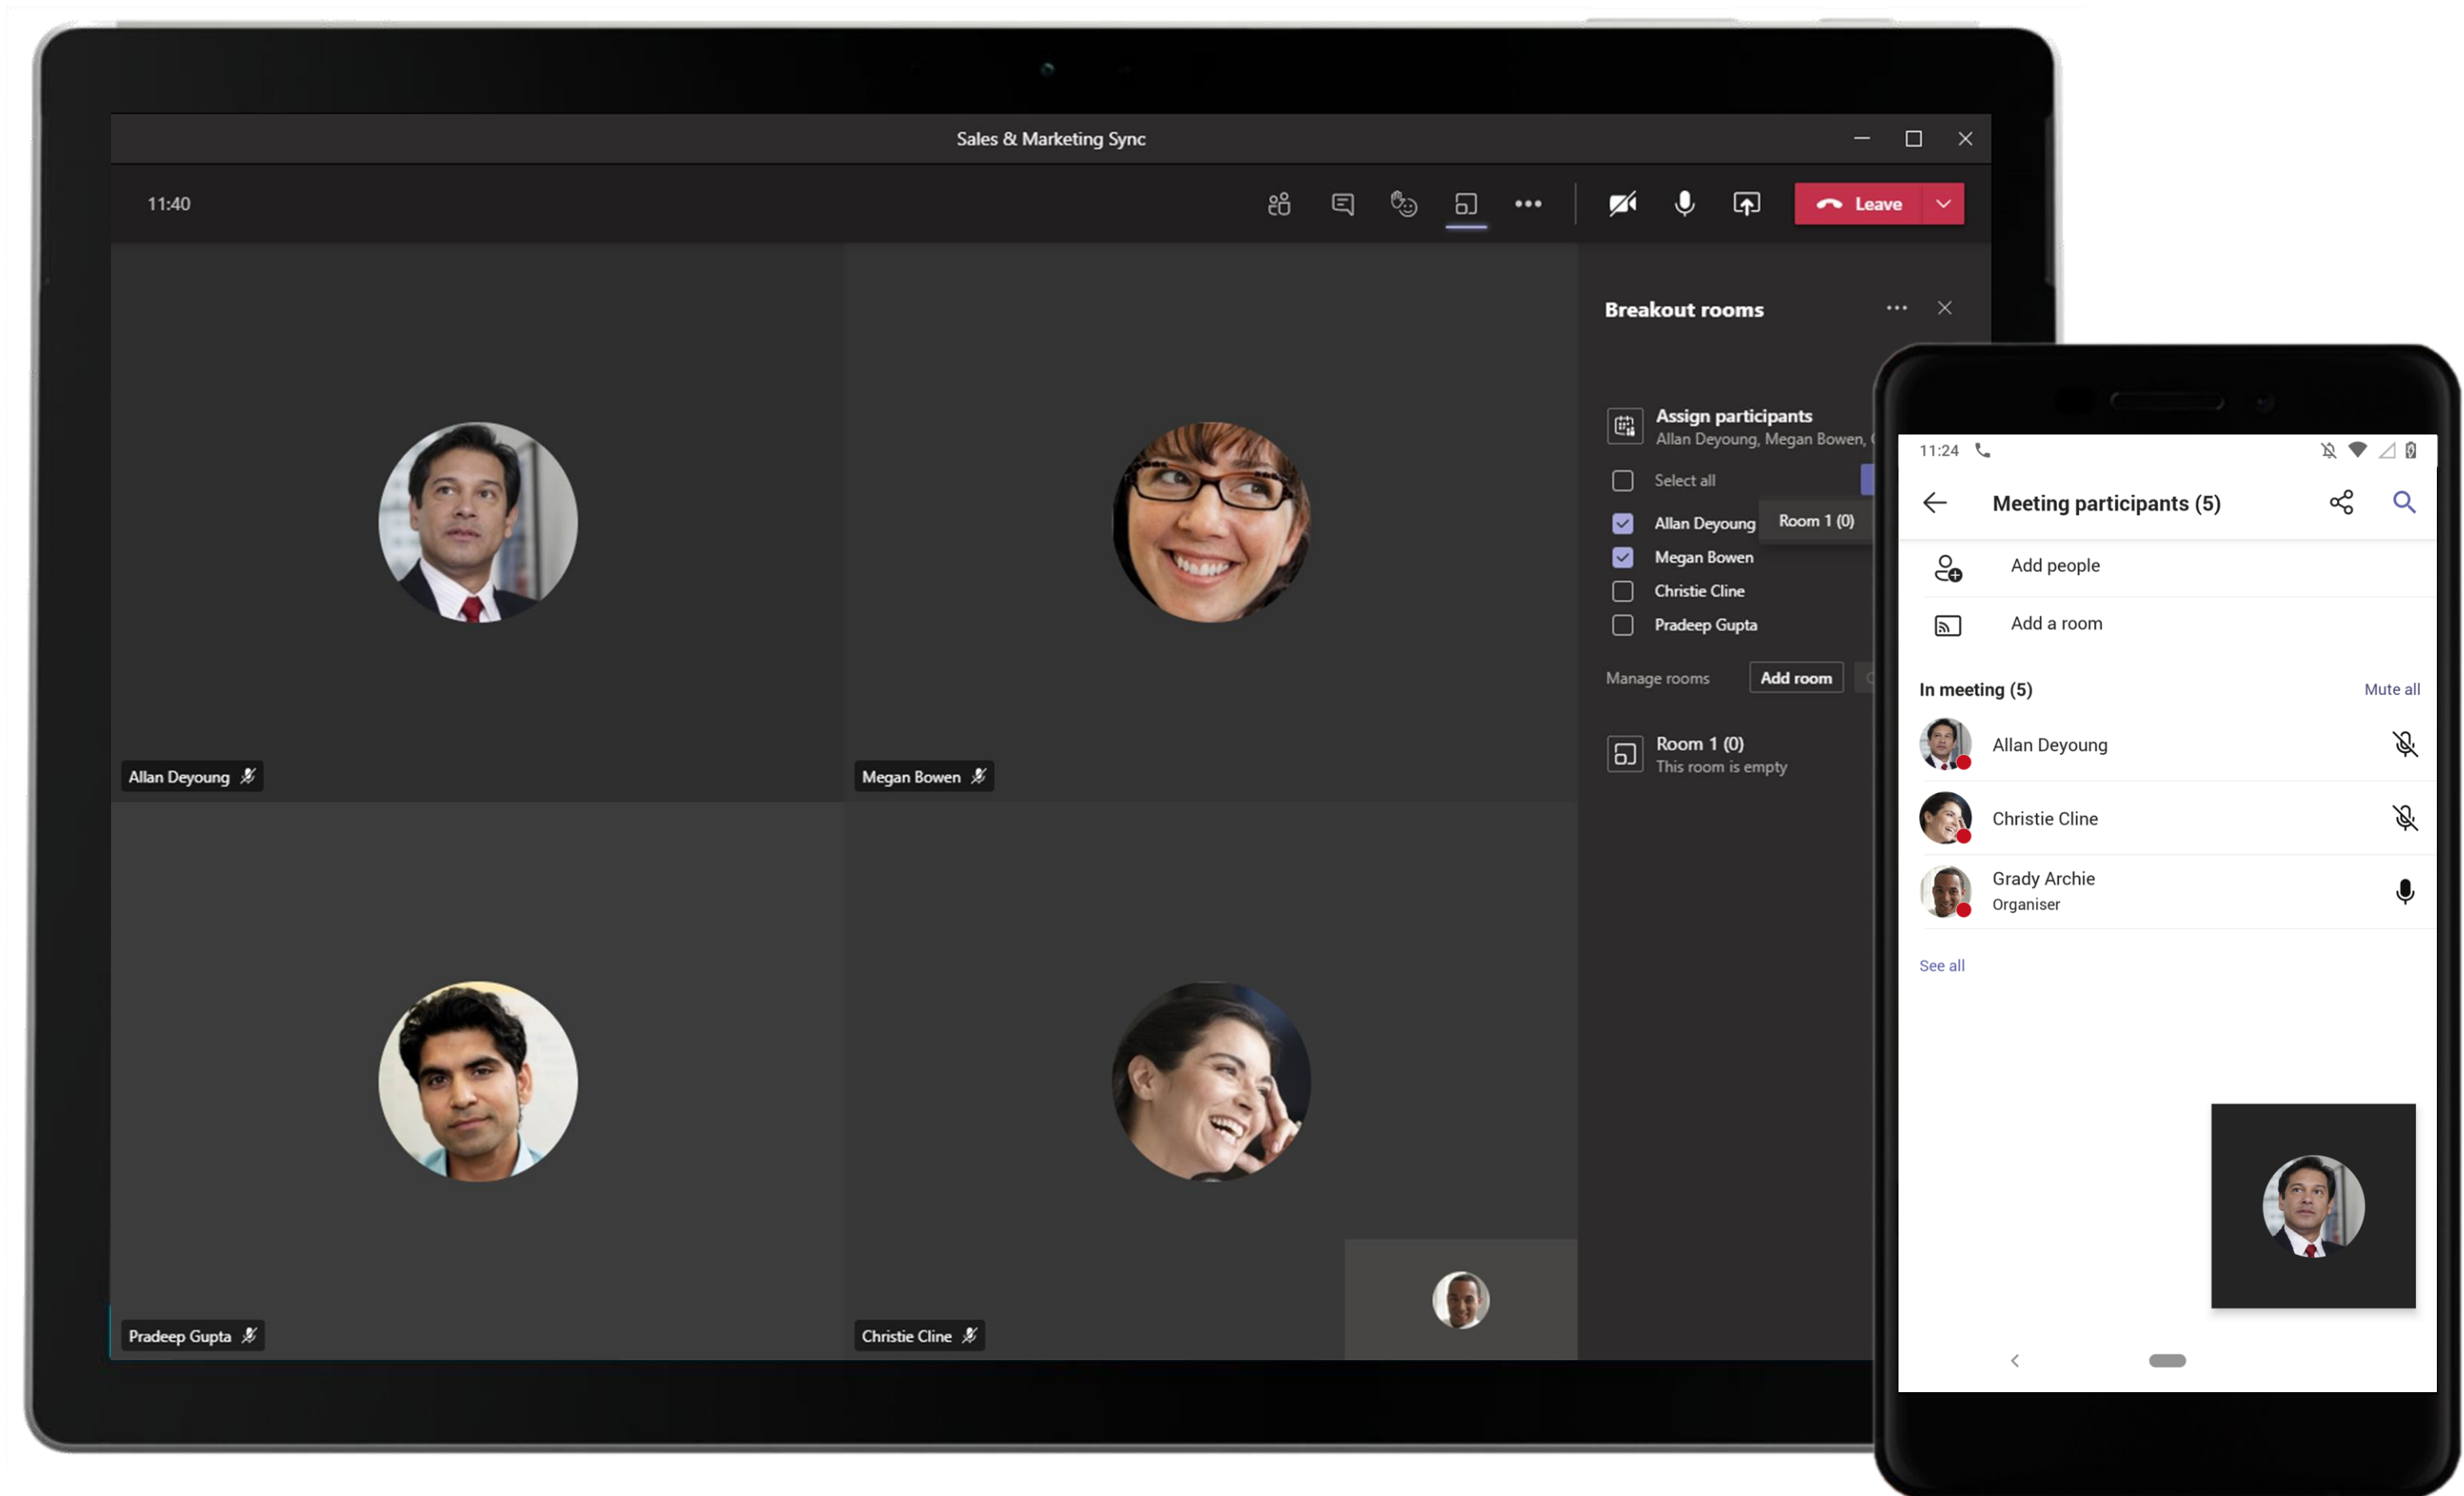 Sales & Marketing Sync
11:40
Leave
Breakout rooms
Assign participants
Allan Deyoung, Megan Bowen,
Select all
Allan Deyoung
Room 1 (0)
Megan Bowen
Christie Cline
Pradeep Gupta
Manage rooms
Add room
Room 1 (0)
This room is empty
Allan Deyoung
Megan Bowen
Pradeep Gupta
Christie Cline
11:24
Meeting participants (5)
Add people
Add a room
In meeting (5)
Mute all
Allan Deyoung
Christie Cline
Grady Archie
Organiser
See all